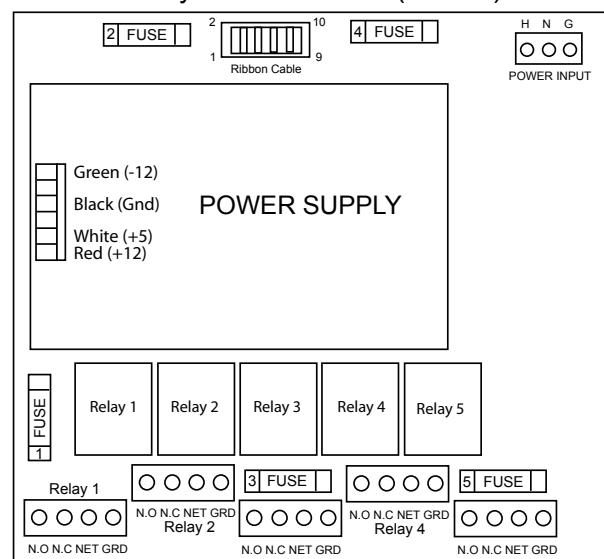 2 FUSE
2 10
1 9
Ribbon Cable
4 FUSE
H N G
POWER INPUT
Green (-12)
Black (Gnd)
White (+5)
Red (+12)
POWER SUPPLY
FUSE 1
Relay 1
Relay 2
Relay 3
Relay 4
Relay 5
Relay 1
N.O N.C NET GRD
N.O N.C NET GRD
Relay 2
3 FUSE
N.O N.C NET GRD
N.O N.C NET GRD
Relay 4
5 FUSE
N.O N.C NET GRD